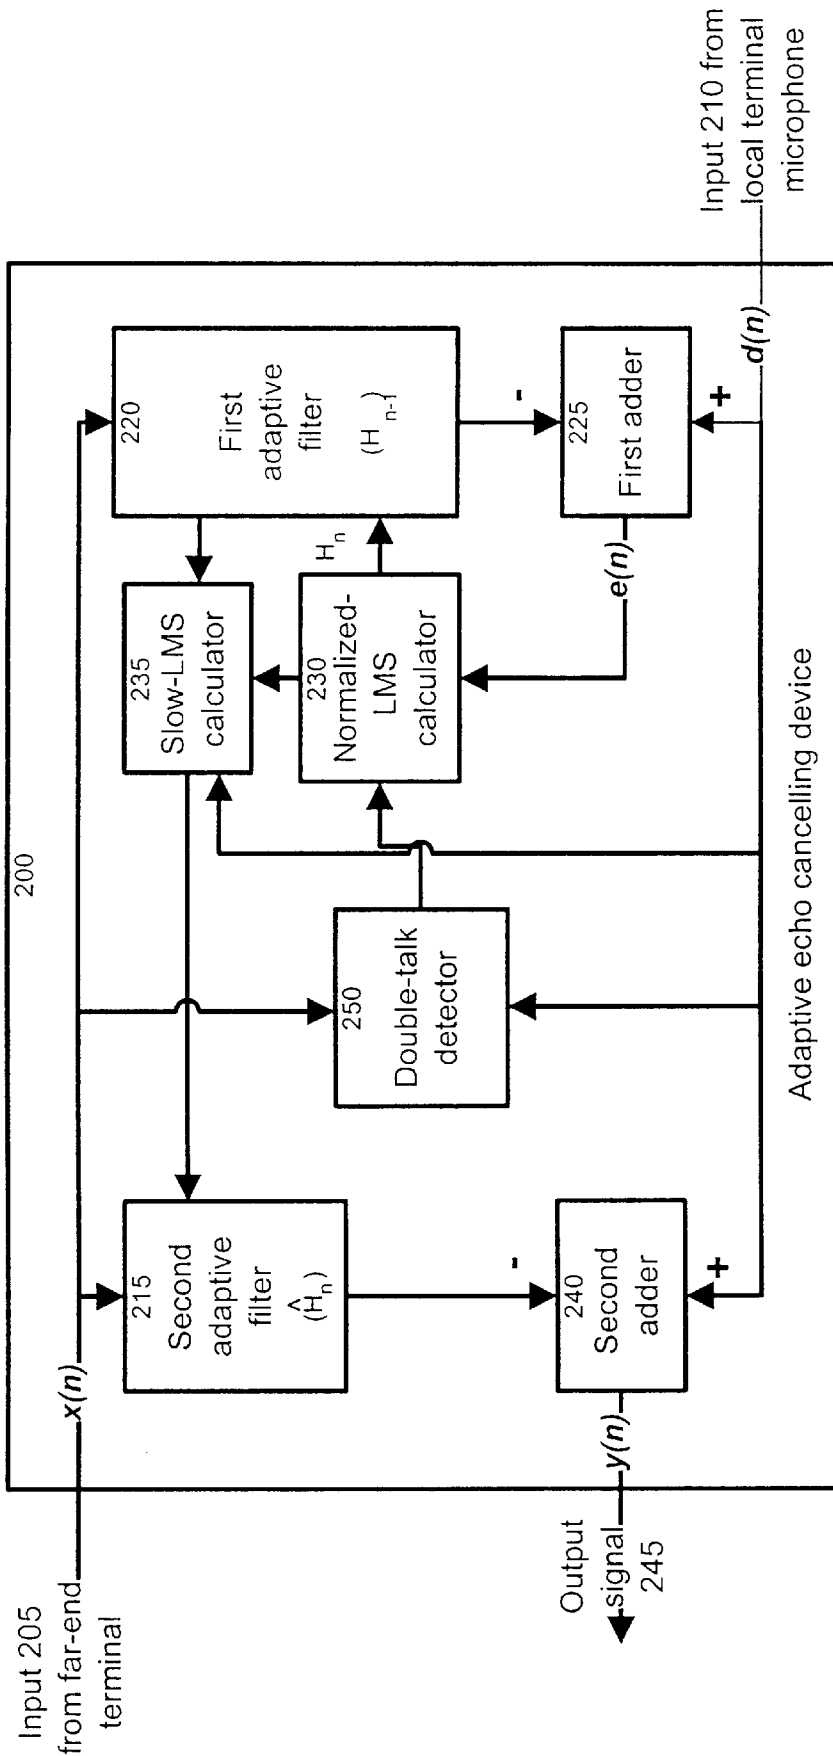 Input 205
from far-end
terminal
x(n)
200
215
Second
adaptive
filter
^
(H n)
235
Slow-LMS
calculator
220
First
adaptive
filter
(H n-1)
250
Double-talk
detector
230
Normalized-
LMS
calculator
H n
-
-
240
Second
adder
225
First adder
e(n)
y(n)
Output
signal
245
+
+
d(n)
Input 210 from
local terminal
microphone
Adaptive echo cancelling device